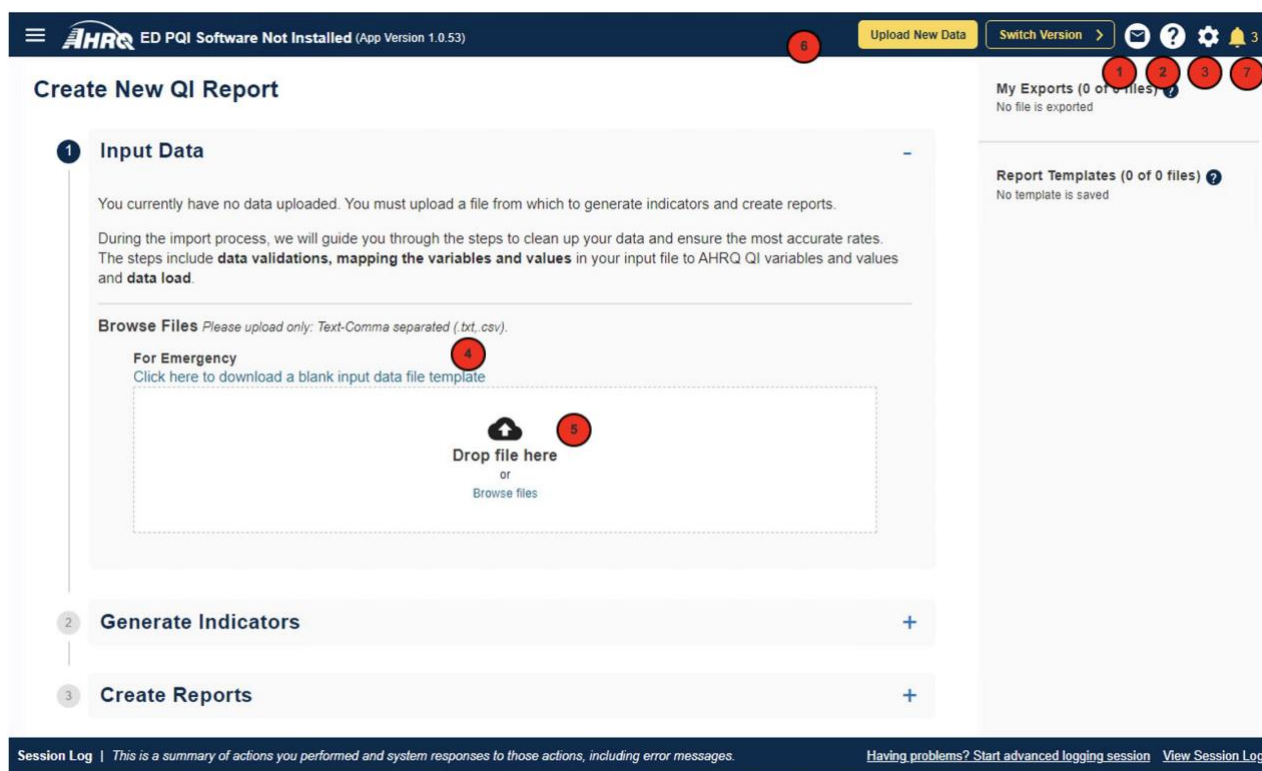 AHRQ ED PQI Software Not Installed (App Version 1.0.53)
Upload New Data
Switch Version >
3
6
1
2
3
7
Create New QI Report
1 Input Data -
You currently have no data uploaded. You must upload a file from which to generate indicators and create reports.
During the import process, we will guide you through the steps to clean up your data and ensure the most accurate rates.
The steps include data validations, mapping the variables and values in your input file to AHRQ QI variables and values
and data load.
Browse Files Please upload only: Text-Comma separated (.txt,.csv).
For Emergency
4
Click here to download a blank input data file template
5
Drop file here
or
Browse files
2 Generate Indicators +
3 Create Reports +
My Exports (0 of 0 files) ?
No file is exported
Report Templates (0 of 0 files) ?
No template is saved
Session Log | This is a summary of actions you performed and system responses to those actions, including error messages.
Having problems? Start advanced logging session View Session Log